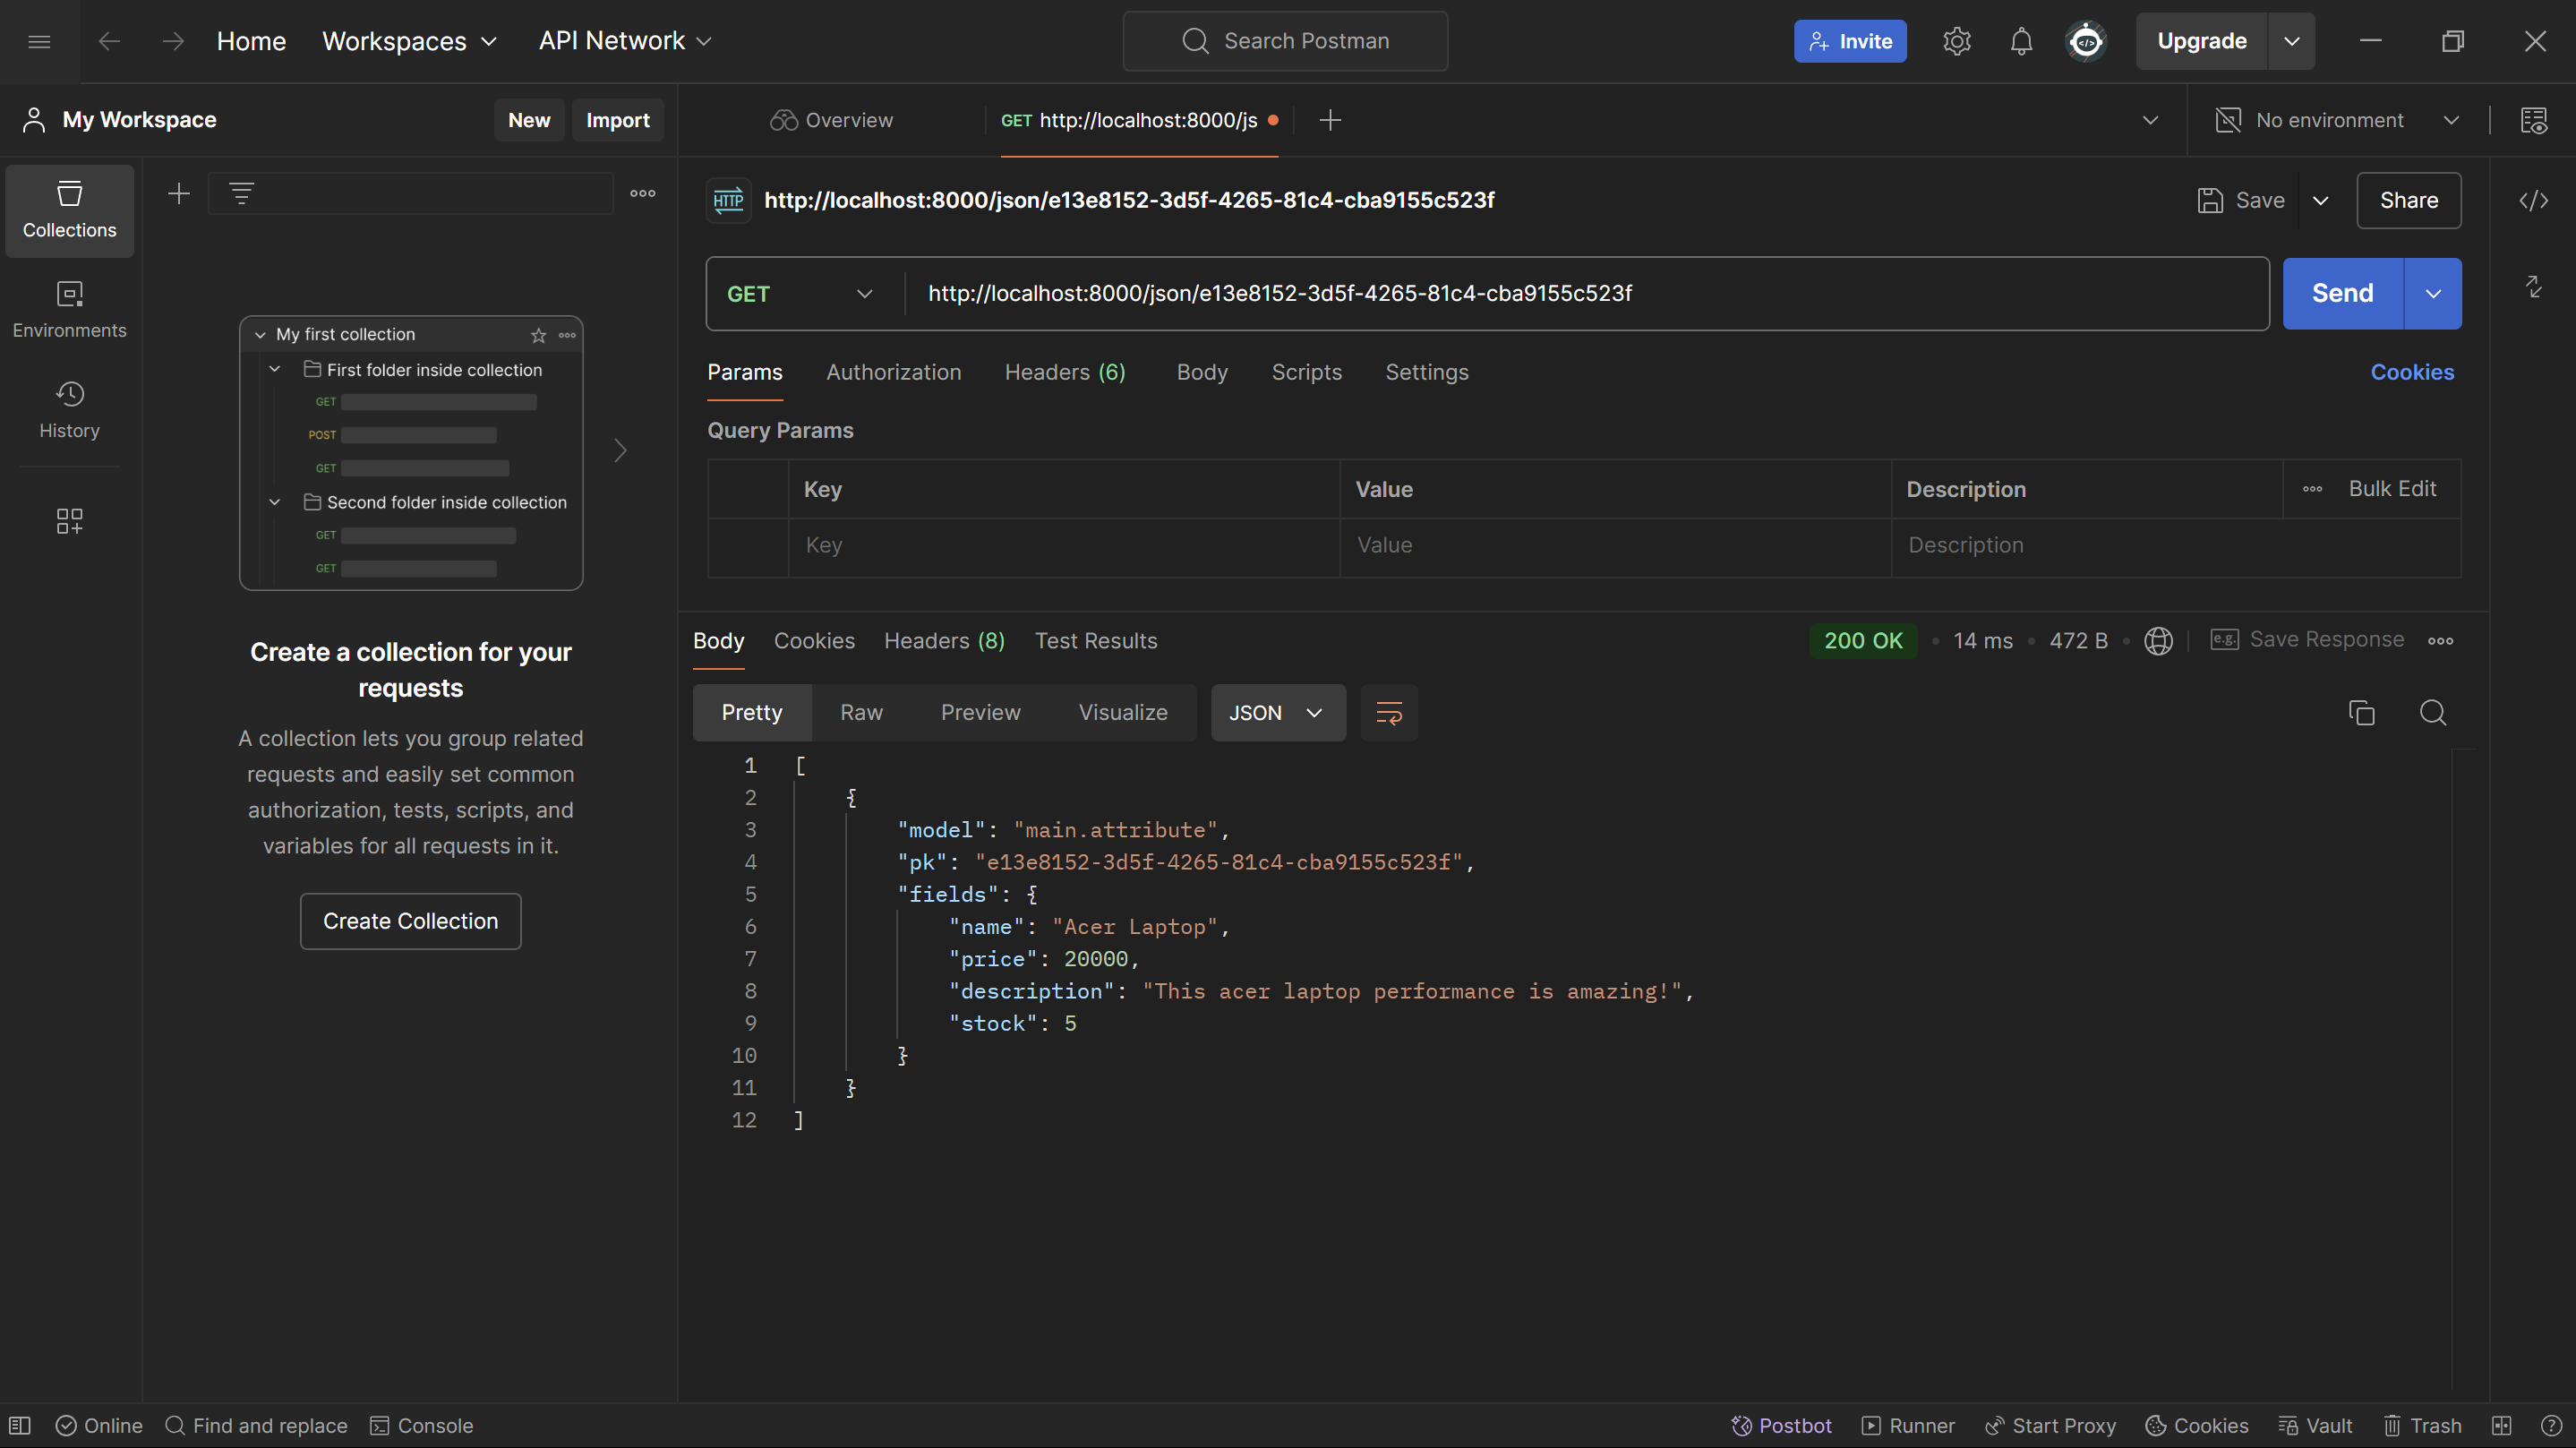 Home Workspaces API Network Search Postman Invite Upgrade
My Workspace New Import Overview GET http://localhost:8000/js No environment
Collections
Environments
History
My first collection
First folder inside collection
GET
POST
GET
Second folder inside collection
GET
GET
Create a collection for your
requests
A collection lets you group related
requests and easily set common
authorization, tests, scripts, and
variables for all requests in it.
Create Collection
HTTP http://localhost:8000/json/e13e8152-3d5f-4265-81c4-cba9155c523f Save Share
GET http://localhost:8000/json/e13e8152-3d5f-4265-81c4-cba9155c523f Send
Params Authorization Headers (6) Body Scripts Settings Cookies
Query Params
Key Value Description Bulk Edit
Key Value Description
Body Cookies Headers (8) Test Results 200 OK 14 ms 472 B e.g. Save Response
Pretty Raw Preview Visualize JSON
1 [
2 {
3 "model": "main.attribute",
4 "pk": "e13e8152-3d5f-4265-81c4-cba9155c523f",
5 "fields": {
6 "name": "Acer Laptop",
7 "price": 20000,
8 "description": "This acer laptop performance is amazing!",
9 "stock": 5
10 }
11 }
12 ]
Online Find and replace Console Postbot Runner Start Proxy Cookies Vault Trash